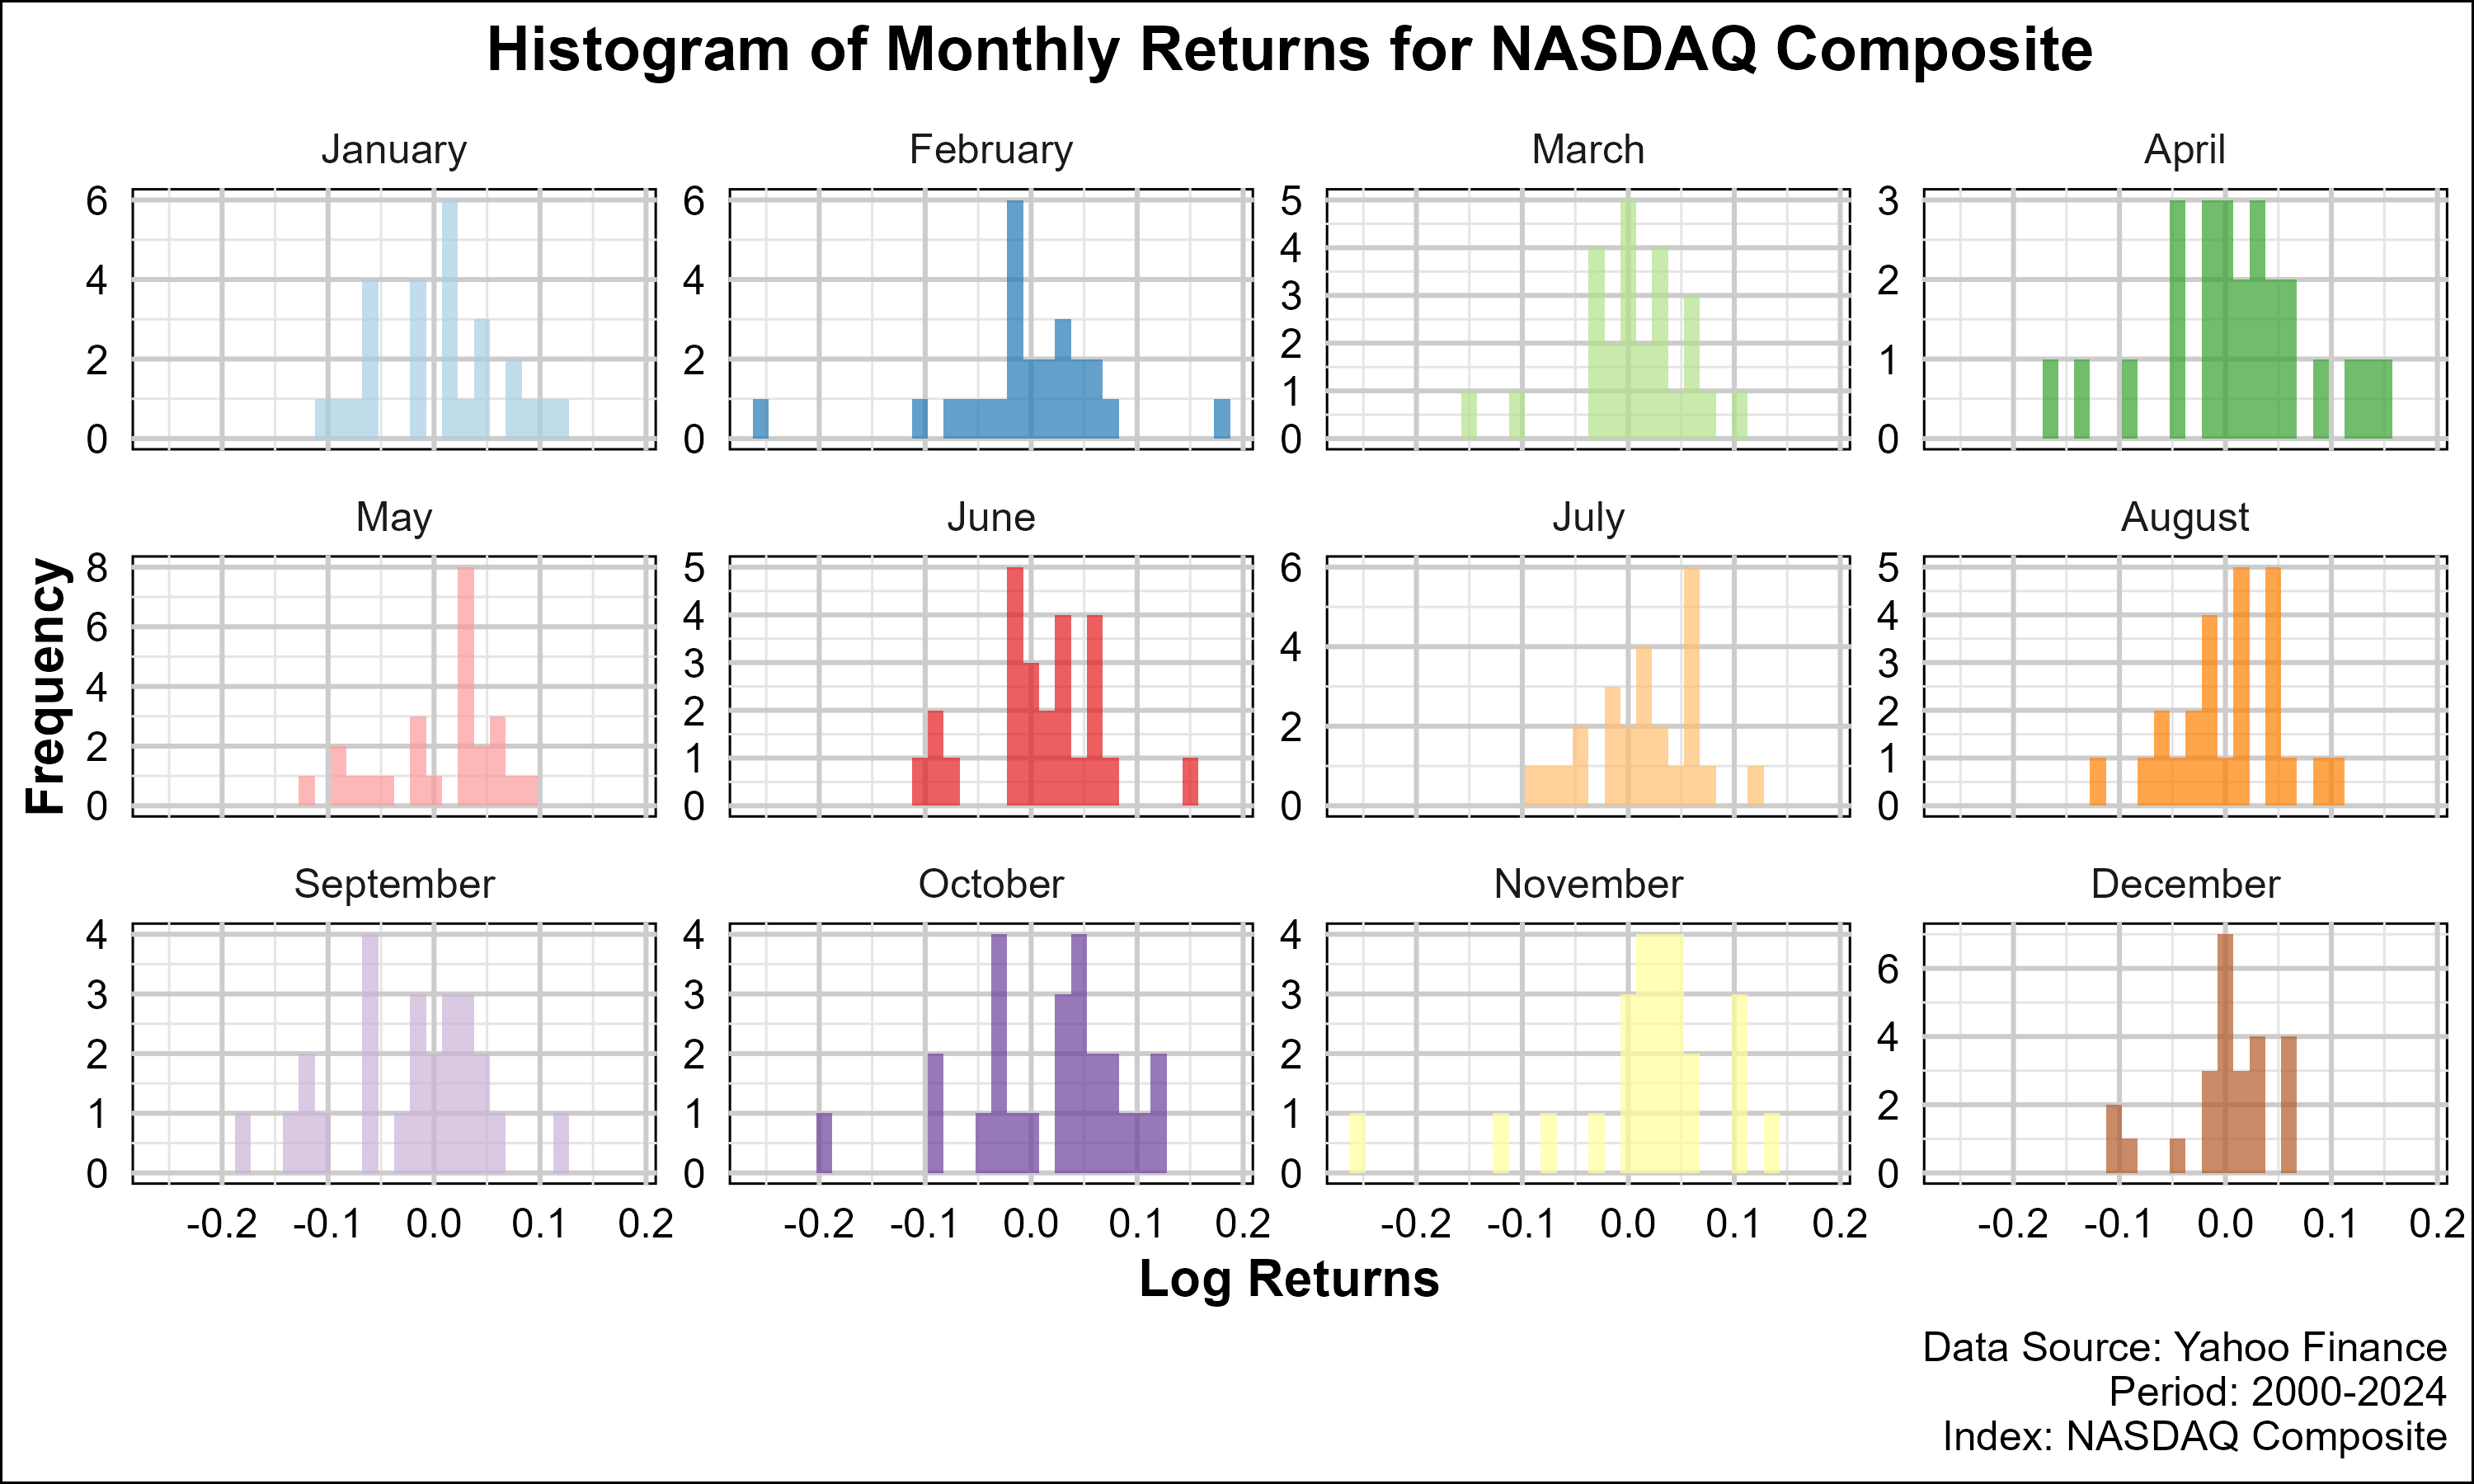 Histogram of Monthly Returns for NASDAQ Composite
January February March April
6 6 5 3
4 4 4 2
3
2 2 2 1
1
0 0 0 0
May June July August
8 5 6 5
6 4 4 4
4 3 3
2 2 2 2
1 1
0 0 0 0
Frequency
September October November December
4 4 4 6
3 3 3 4
2 2 2 2
1 1 1
0 0 0 0
-0.2 -0.1 0.0 0.1 0.2 -0.2 -0.1 0.0 0.1 0.2 -0.2 -0.1 0.0 0.1 0.2 -0.2 -0.1 0.0 0.1 0.2
Log Returns
Data Source: Yahoo Finance
Period: 2000-2024
Index: NASDAQ Composite